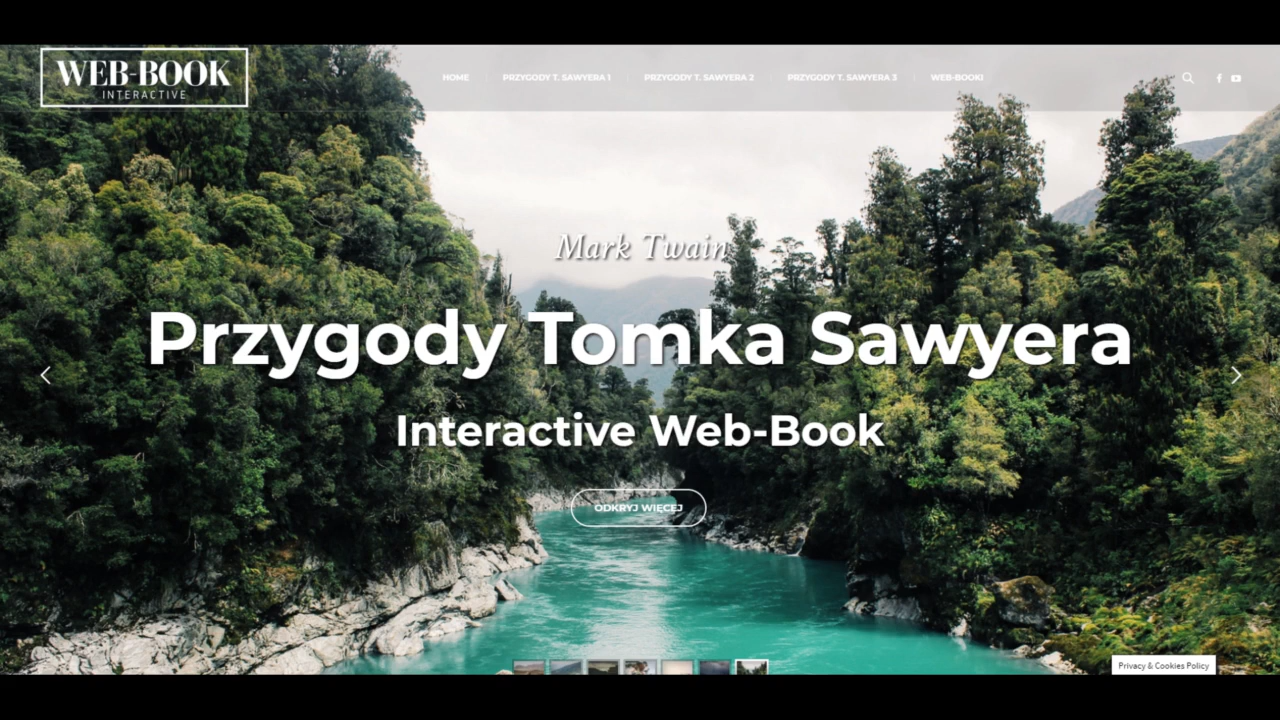 WEB-BOOK
INTERACTIVE
HOME
PRZYGODY T. SAWYERA 1
PRZYGODY T. SAWYERA 2
PRZYGODY T. SAWYERA 3
WEB-BOOKI
Mark Twain
Przygody Tomka Sawyera
Interactive Web-Book
ODKRYJ WIĘCEJ
Privacy & Cookies Policy